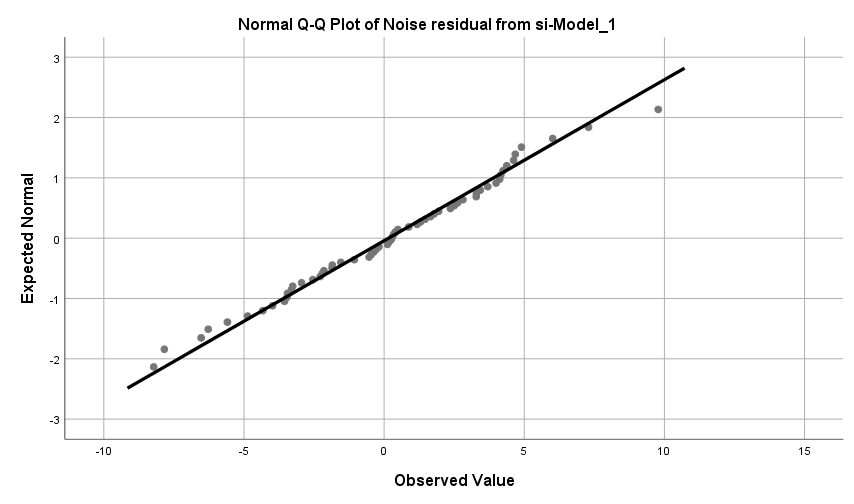 Normal Q-Q Plot of Noise residual from si-Model_1
Expected Normal
3
2
1
0
-1
-2
-3
-10 -5 0 5 10 15
Observed Value